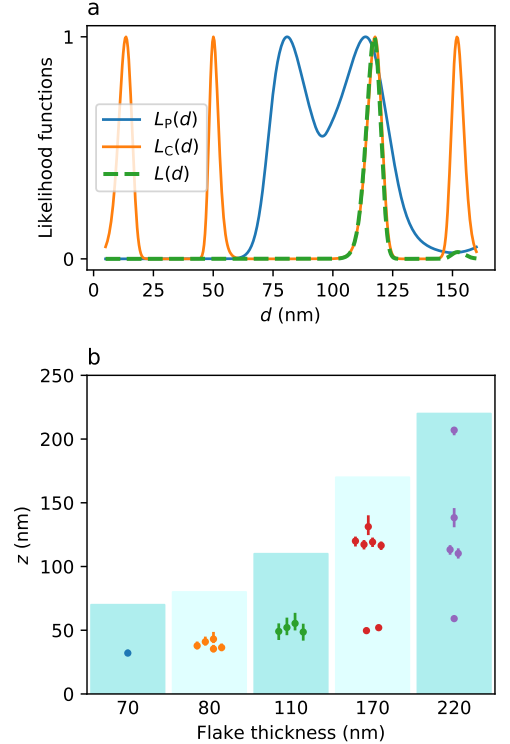 a
1
0
Likelihood functions
L_P(d)
L_C(d)
L(d)
0 25 50 75 100 125 150
d (nm)
b
250
200
150
100
50
0
z (nm)
70 80 110 170 220
Flake thickness (nm)